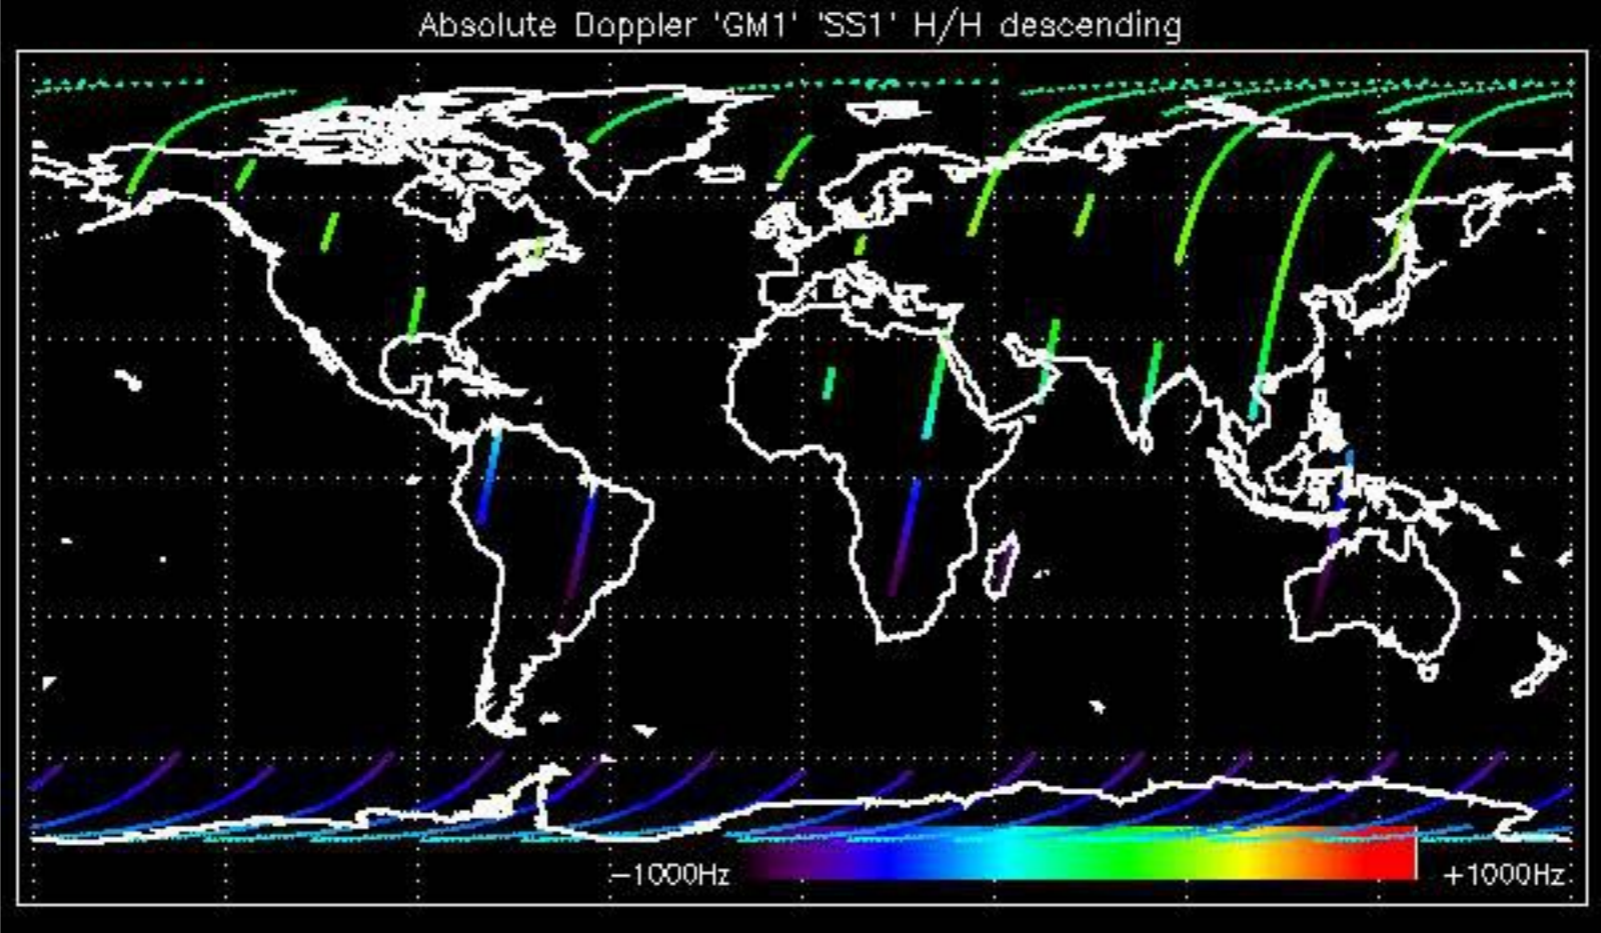 Absolute Doppler 'GM1' 'SS1' H/H descending
-1000Hz +1000Hz